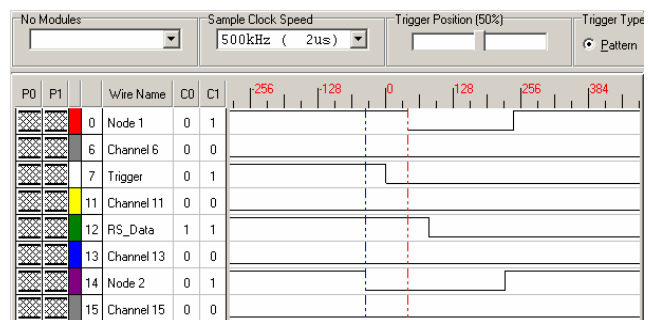 No Modules
Sample Clock Speed
Trigger Position (50%)
Trigger Type
500kHz ( 2us)
Pattern
P0 P1 Wire Name C0 C1 -256 -128 0 128 256 384
0 Node 1 0 1
6 Channel 6 0 0
7 Trigger 0 1
11 Channel 11 0 0
12 RS_Data 1 1
13 Channel 13 0 0
14 Node 2 0 1
15 Channel 15 0 0